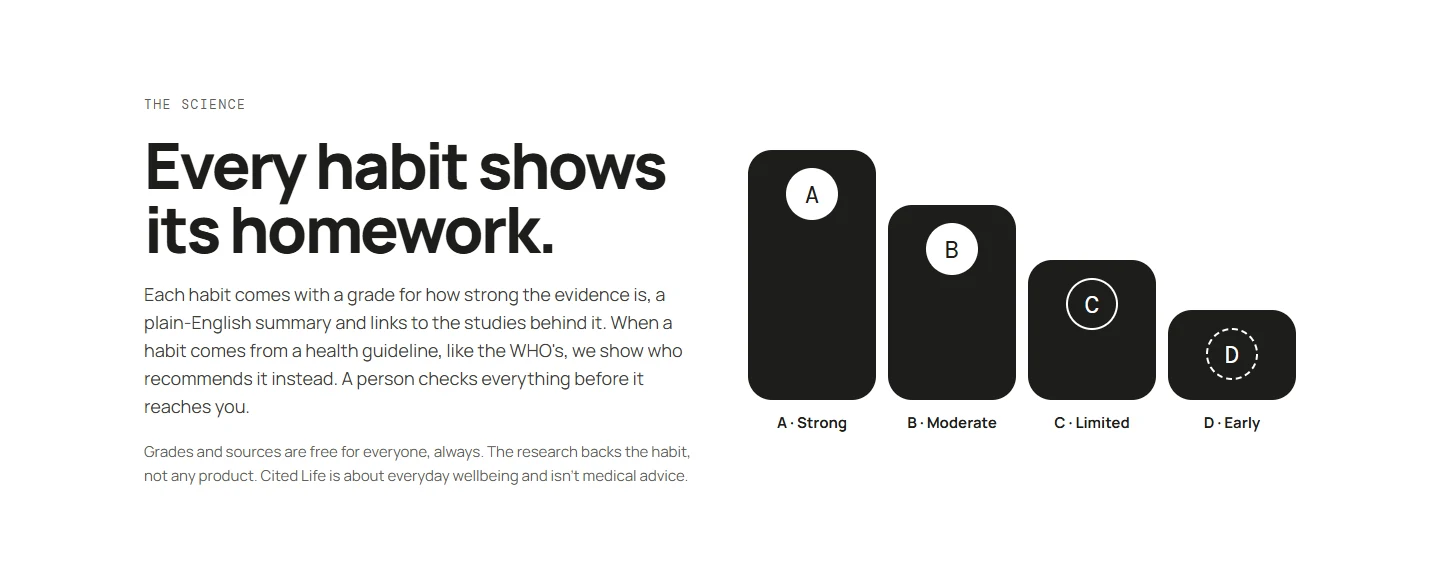 THE SCIENCE
Every habit shows
its homework.
Each habit comes with a grade for how strong the evidence is, a
plain-English summary and links to the studies behind it. When a
habit comes from a health guideline, like the WHO's, we show who
recommends it instead. A person checks everything before it
reaches you.
Grades and sources are free for everyone, always. The research backs the habit,
not any product. Cited Life is about everyday wellbeing and isn't medical advice.
A
B
C
D
A · Strong
B · Moderate
C · Limited
D · Early